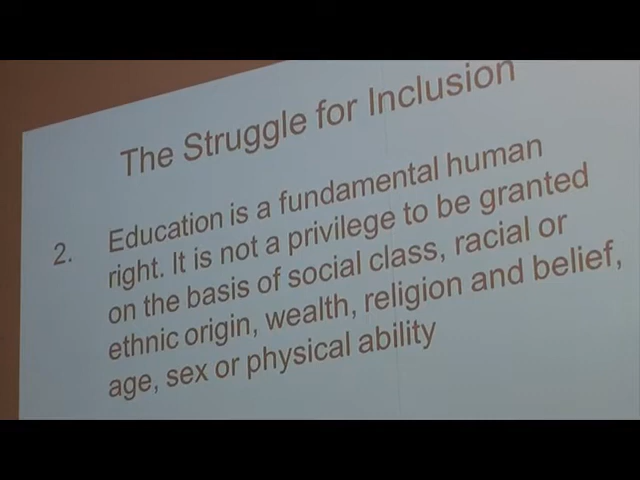 The Struggle for Inclusion
2. Education is a fundamental human
right. It is not a privilege to be granted
on the basis of social class, racial or
ethnic origin, wealth, religion and belief,
age, sex or physical ability